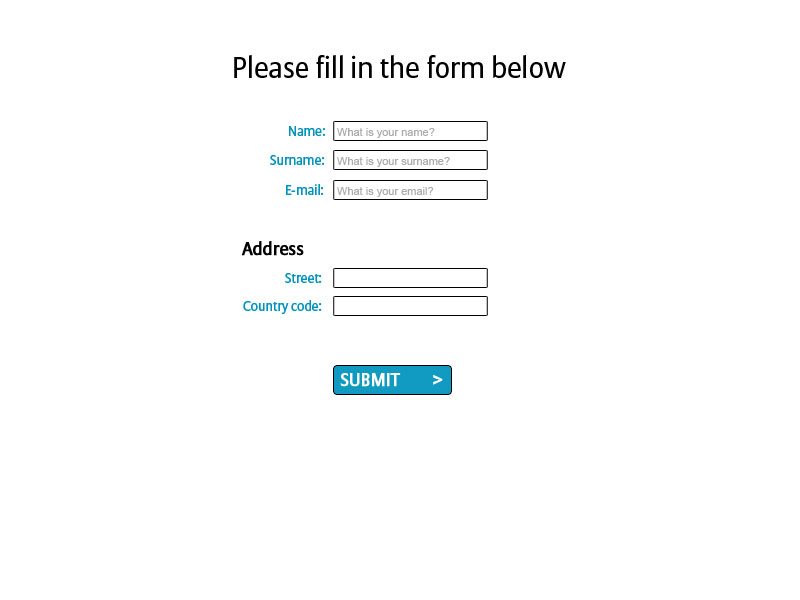 Please fill in the form below
Name: What is your name?
Surname: What is your surname?
E-mail: What is your email?
Address
Street:
Country code:
SUBMIT >